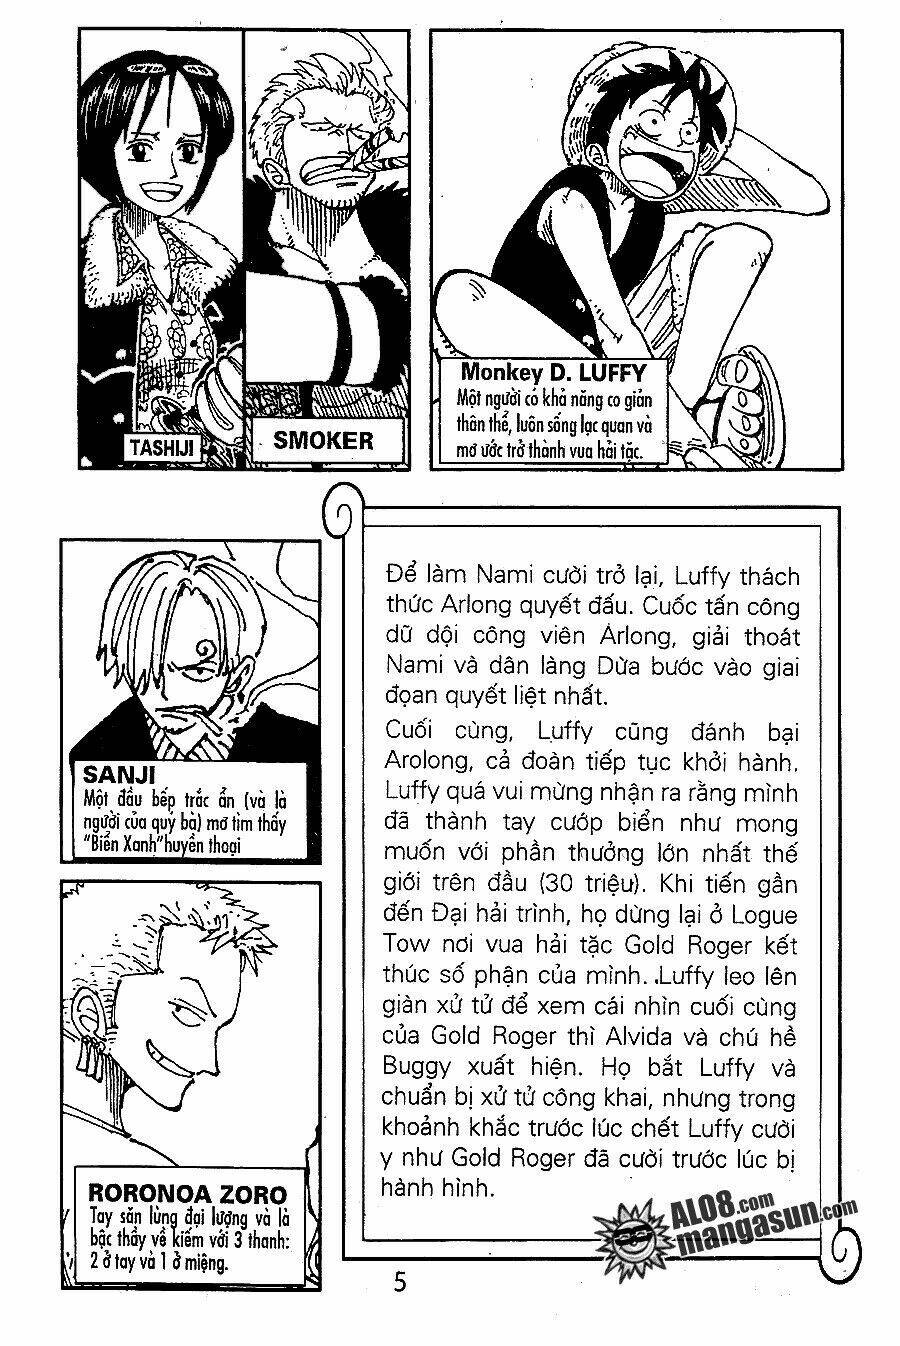 TASHIJI
SMOKER
Monkey D. LUFFY
Một người có khả năng co giãn
thân thể, luôn sống lạc quan và
mơ ước trở thành vua hải tặc.
SANJI
Một đầu bếp trắc ẩn (và là
người của quý bà) mơ tìm thấy
"Biển Xanh"huyền thoại
RORONOA ZORO
Tay săn lùng đại lượng và là
bậc thầy về kiếm với 3 thanh:
2 ở tay và 1 ở miệng.
Để làm Nami cười trở lại, Luffy thách
thức Arlong quyết đấu. Cuốc tấn công
dữ dội công viên Arlong, giải thoát
Nami và dân làng Dừa bước vào giai
đọan quyết liệt nhất.
Cuối cùng, Luffy cũng đánh bại
Arolong, cả đoàn tiếp tục khởi hành.
Luffy quá vui mừng nhận ra rằng mình
đã thành tay cướp biển như mong
muốn với phần thưởng lớn nhất thế
giới trên đầu (30 triệu). Khi tiến gần
đến Đại hải trình, họ dừng lại ở Logue
Tow nơi vua hải tặc Gold Roger kết
thúc số phận của mình. Luffy leo lên
giàn xử tử để xem cái nhìn cuối cùng
của Gold Roger thì Alvida và chú hề
Buggy xuất hiện. Họ bắt Luffy và
chuẩn bị xử tử công khai, nhưng trong
khoảnh khắc trước lúc chết Luffy cười
y như Gold Roger đã cười trước lúc bị
hành hình.
ALO8.com
mangasun.com
5